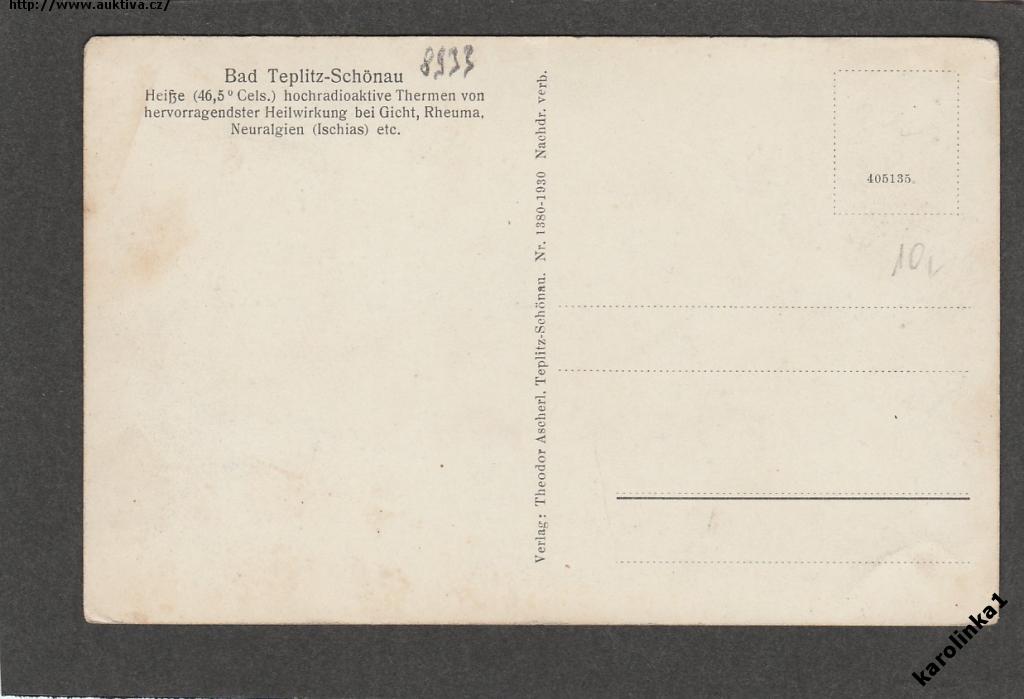 http://www.auktiva.cz/
Bad Teplitz-Schönau
Heiße (46,5° Cels.) hochradioaktive Thermen von
hervorragendster Heilwirkung bei Gicht, Rheuma,
Neuralgien (Ischias) etc.
8933
Verlag: Theodor Ascherl, Teplitz-Schönau. Nr. 1380-1930 Nachdr. verb.
405135
10,
karolinka1